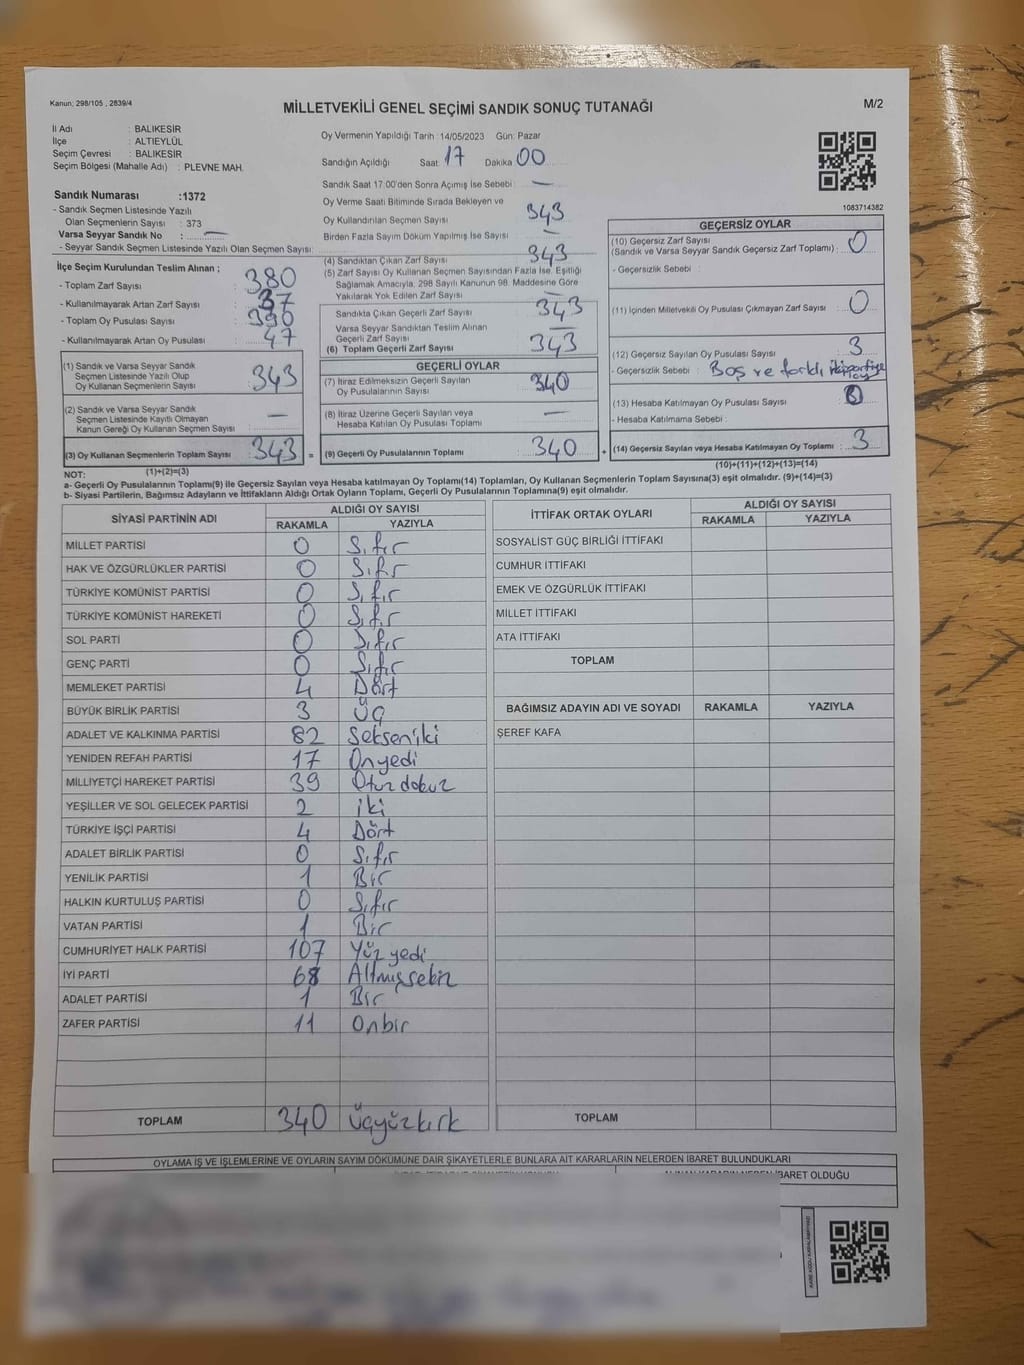 Kanun; 298/105 , 2839/4
MİLLETVEKİLİ GENEL SEÇİMİ SANDIK SONUÇ TUTANAĞI
M/2
İl Adı : BALIKESİR
İlçe : ALTIEYLÜL
Seçim Çevresi : BALIKESİR
Seçim Bölgesi (Mahalle Adı) : PLEVNE MAH.
Sandık Numarası :1372
- Sandık Seçmen Listesinde Yazılı
Olan Seçmenlerin Sayısı : 373
Varsa Seyyar Sandık No : —
- Seyyar Sandık Seçmen Listesinde Yazılı Olan Seçmen Sayısı:
Oy Vermenin Yapıldığı Tarih :14/05/2023 Gün: Pazar
Sandığın Açıldığı Saat: 17 Dakika 00
Sandık Saat 17:00'den Sonra Açımış İse Sebebi : —
Oy Verme Saati Bitiminde Sırada Bekleyen ve
Oy Kullandırılan Seçmen Sayısı : 343
Birden Fazla Sayım Döküm Yapılmış İse Sayısı : —
1083714382
İlçe Seçim Kurulundan Teslim Alınan ;
- Toplam Zarf Sayısı : 380
- Kullanılmayarak Artan Zarf Sayısı : 37
- Toplam Oy Pusulası Sayısı : 390
- Kullanılmayarak Artan Oy Pusulası : 47
(1) Sandık ve Varsa Seyyar Sandık
Seçmen Listesinde Yazılı Olup
Oy Kullanan Seçmenlerin Sayısı : 343
(2) Sandık ve Varsa Seyyar Sandık
Seçmen Listesinde Kayıtlı Olmayan
Kanun Gereği Oy Kullanan Seçmen Sayısı : —
(3) Oy Kullanan Seçmenlerin Toplam Sayısı : 343 =
(1)+(2)=(3)
(4) Sandıktan Çıkan Zarf Sayısı : 343
(5) Zarf Sayısı Oy Kullanan Seçmen Sayısından Fazla İse, Eşitliği
Sağlamak Amacıyla, 298 Sayılı Kanunun 98. Maddesine Göre
Yakılarak Yok Edilen Zarf Sayısı : —
Sandıkta Çıkan Geçerli Zarf Sayısı : 343
Varsa Seyyar Sandıktan Teslim Alınan
Geçerli Zarf Sayısı : —
(6) Toplam Geçerli Zarf Sayısı : 343
GEÇERLİ OYLAR
(7) İtiraz Edilmeksizin Geçerli Sayılan
Oy Pusulalarının Sayısı : 340
(8) İtiraz Üzerine Geçerli Sayılan veya
Hesaba Katılan Oy Pusulası Toplamı : —
(9) Geçerli Oy Pusulalarının Toplamı : 340 +
GEÇERSİZ OYLAR
(10) Geçersiz Zarf Sayısı
(Sandık ve Varsa Seyyar Sandık Geçersiz Zarf Toplamı) : 0
- Geçersizlik Sebebi :
(11) İçinden Milletvekili Oy Pusulası Çıkmayan Zarf Sayısı : 0
(12) Geçersiz Sayılan Oy Pusulası Sayısı : 3
- Geçersizlik Sebebi : Boş ve farklı
(13) Hesaba Katılmayan Oy Pusulası Sayısı :
- Hesaba Katılmama Sebebi :
(14) Geçersiz Sayılan veya Hesaba Katılmayan Oy Toplamı : 3
(10)+(11)+(12)+(13)=(14)
NOT:
a- Geçerli Oy Pusulalarının Toplamı(9) ile Geçersiz Sayılan veya Hesaba katılmayan Oy Toplamı(14) Toplamları, Oy Kullanan Seçmenlerin Toplam Sayısına(3) eşit olmalıdır. (9)+(14)=(3)
b- Siyasi Partilerin, Bağımsız Adayların ve İttifakların Aldığı Ortak Oyların Toplamı, Geçerli Oy Pusulalarının Toplamına(9) eşit olmalıdır.
SİYASİ PARTİNİN ADI ALDIĞI OY SAYISI
RAKAMLA YAZIYLA
MİLLET PARTİSİ 0 Sıfır
HAK VE ÖZGÜRLÜKLER PARTİSİ 0 Sıfır
TÜRKİYE KOMÜNİST PARTİSİ 0 Sıfır
TÜRKİYE KOMÜNİST HAREKETİ 0 Sıfır
SOL PARTİ 0 Sıfır
GENÇ PARTİ 0 Sıfır
MEMLEKET PARTİSİ 4 Dört
BÜYÜK BİRLİK PARTİSİ 3 Üç
ADALET VE KALKINMA PARTİSİ 82 Sekseniki
YENİDEN REFAH PARTİSİ 17 Onyedi
MİLLİYETÇİ HAREKET PARTİSİ 39 Otuzdokuz
YEŞİLLER VE SOL GELECEK PARTİSİ 2 iki
TÜRKİYE İŞÇİ PARTİSİ 4 Dört
ADALET BİRLİK PARTİSİ 0 Sıfır
YENİLİK PARTİSİ 1 Bir
HALKIN KURTULUŞ PARTİSİ 0 Sıfır
VATAN PARTİSİ 1 Bir
CUMHURİYET HALK PARTİSİ 107 Yüz yedi
İYİ PARTİ 68 Altmışsekiz
ADALET PARTİSİ 1 Bir
ZAFER PARTİSİ 11 Onbir
TOPLAM 340 Üçyüzkırk
İTTİFAK ORTAK OYLARI ALDIĞI OY SAYISI
RAKAMLA YAZIYLA
SOSYALİST GÜÇ BİRLİĞİ İTTİFAKI
CUMHUR İTTİFAKI
EMEK VE ÖZGÜRLÜK İTTİFAKI
MİLLET İTTİFAKI
ATA İTTİFAKI
TOPLAM
BAĞIMSIZ ADAYIN ADI VE SOYADI RAKAMLA YAZIYLA
ŞEREF KAFA
TOPLAM
OYLAMA İŞ VE İŞLEMLERİNE VE OYLARIN SAYIM DÖKÜMÜNE DAİR ŞİKAYETLERLE BUNLARA AİT KARARLARIN NELERDEN İBARET BULUNDUKLARI
ALINAN KARARIN NEDEN İBARET OLDUĞU